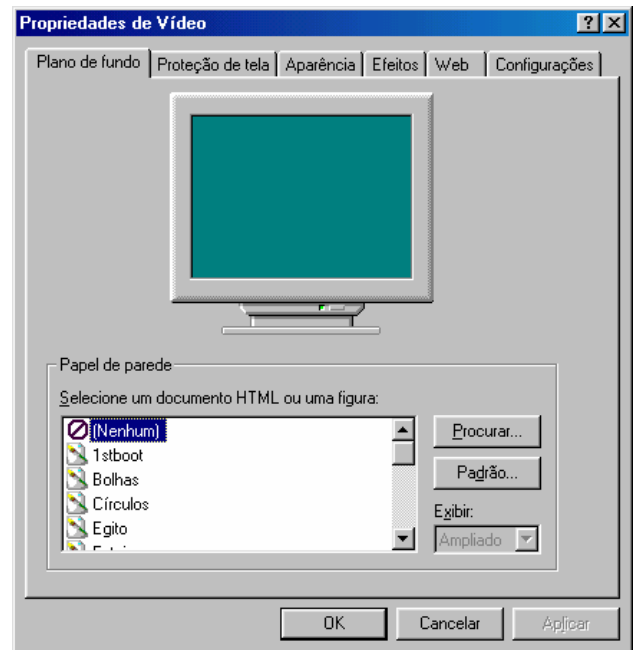 Propriedades de Vídeo
Plano de fundo Proteção de tela Aparência Efeitos Web Configurações
Papel de parede
Selecione um documento HTML ou uma figura:
(Nenhum)
1stboot
Bolhas
Círculos
Egito
Procurar...
Padrão...
Exibir:
Ampliado
OK Cancelar Aplicar